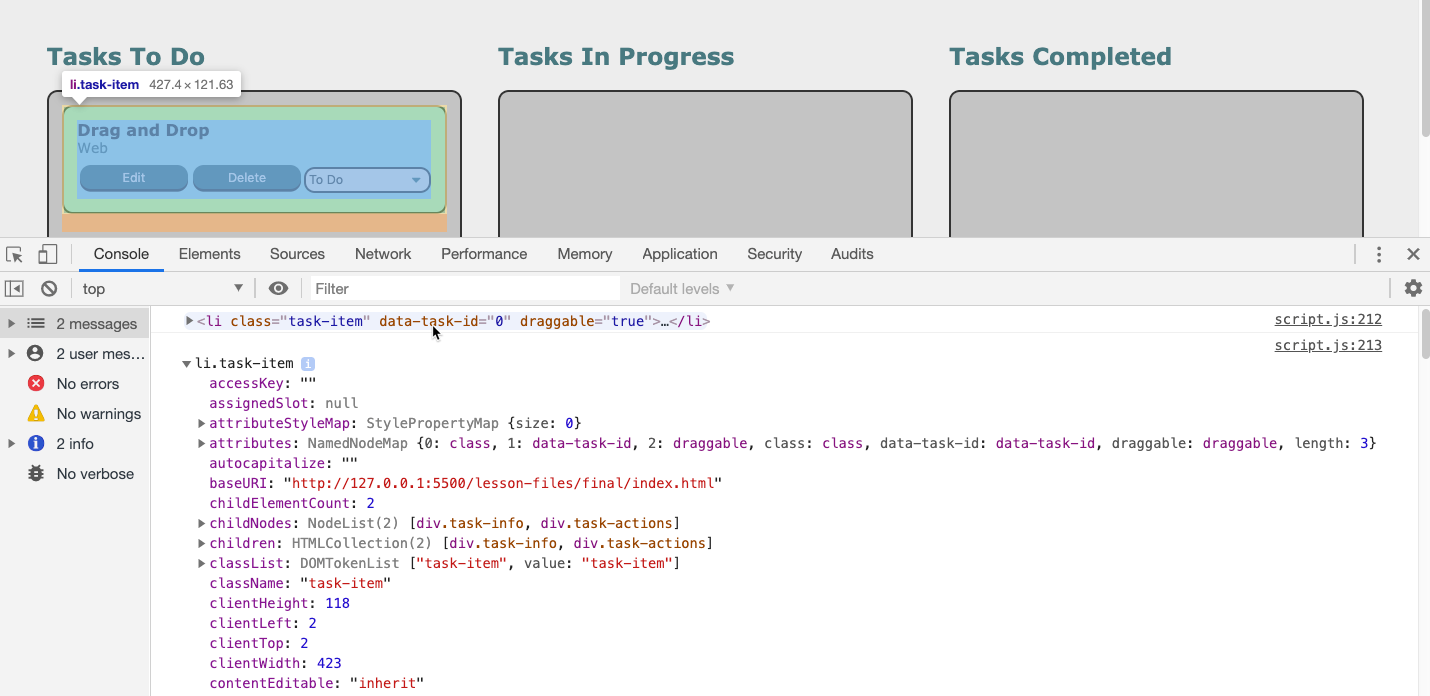 Tasks To Do
Tasks In Progress
Tasks Completed
li.task-item 427.4 × 121.63
Drag and Drop
Web
Edit
Delete
To Do
Console
Elements
Sources
Network
Performance
Memory
Application
Security
Audits
top
Filter
Default levels
2 messages
2 user mes…
No errors
No warnings
2 info
No verbose
<li class="task-item" data-task-id="0" draggable="true">…</li>
script.js:212
script.js:213
li.task-item i
accessKey: ""
assignedSlot: null
attributeStyleMap: StylePropertyMap {size: 0}
attributes: NamedNodeMap {0: class, 1: data-task-id, 2: draggable, class: class, data-task-id: data-task-id, draggable: draggable, length: 3}
autocapitalize: ""
baseURI: "http://127.0.0.1:5500/lesson-files/final/index.html"
childElementCount: 2
childNodes: NodeList(2) [div.task-info, div.task-actions]
children: HTMLCollection(2) [div.task-info, div.task-actions]
classList: DOMTokenList ["task-item", value: "task-item"]
className: "task-item"
clientHeight: 118
clientLeft: 2
clientTop: 2
clientWidth: 423
contentEditable: "inherit"